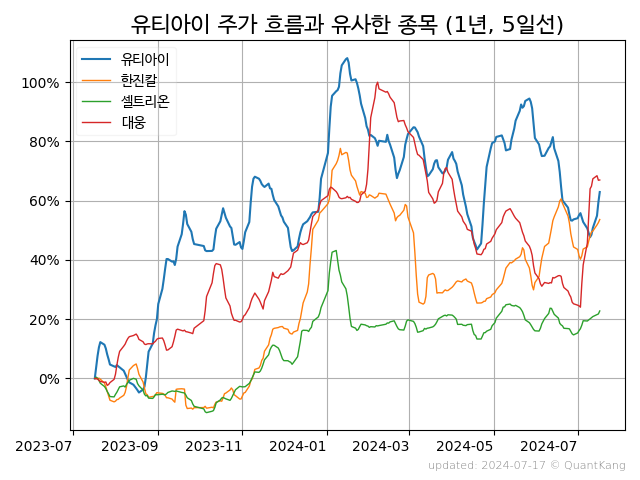 유티아이 주가 흐름과 유사한 종목 (1년, 5일선)
유티아이
한진칼
셀트리온
대웅
100%
80%
60%
40%
20%
0%
2023-07 2023-09 2023-11 2024-01 2024-03 2024-05 2024-07
updated: 2024-07-17 © QuantKang